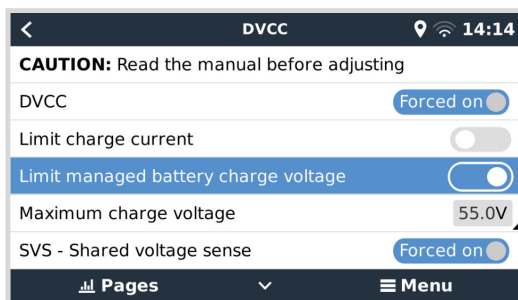 DVCC 14:14
CAUTION: Read the manual before adjusting
DVCC Forced on
Limit charge current
Limit managed battery charge voltage
Maximum charge voltage 55.0V
SVS - Shared voltage sense Forced on
Pages Menu